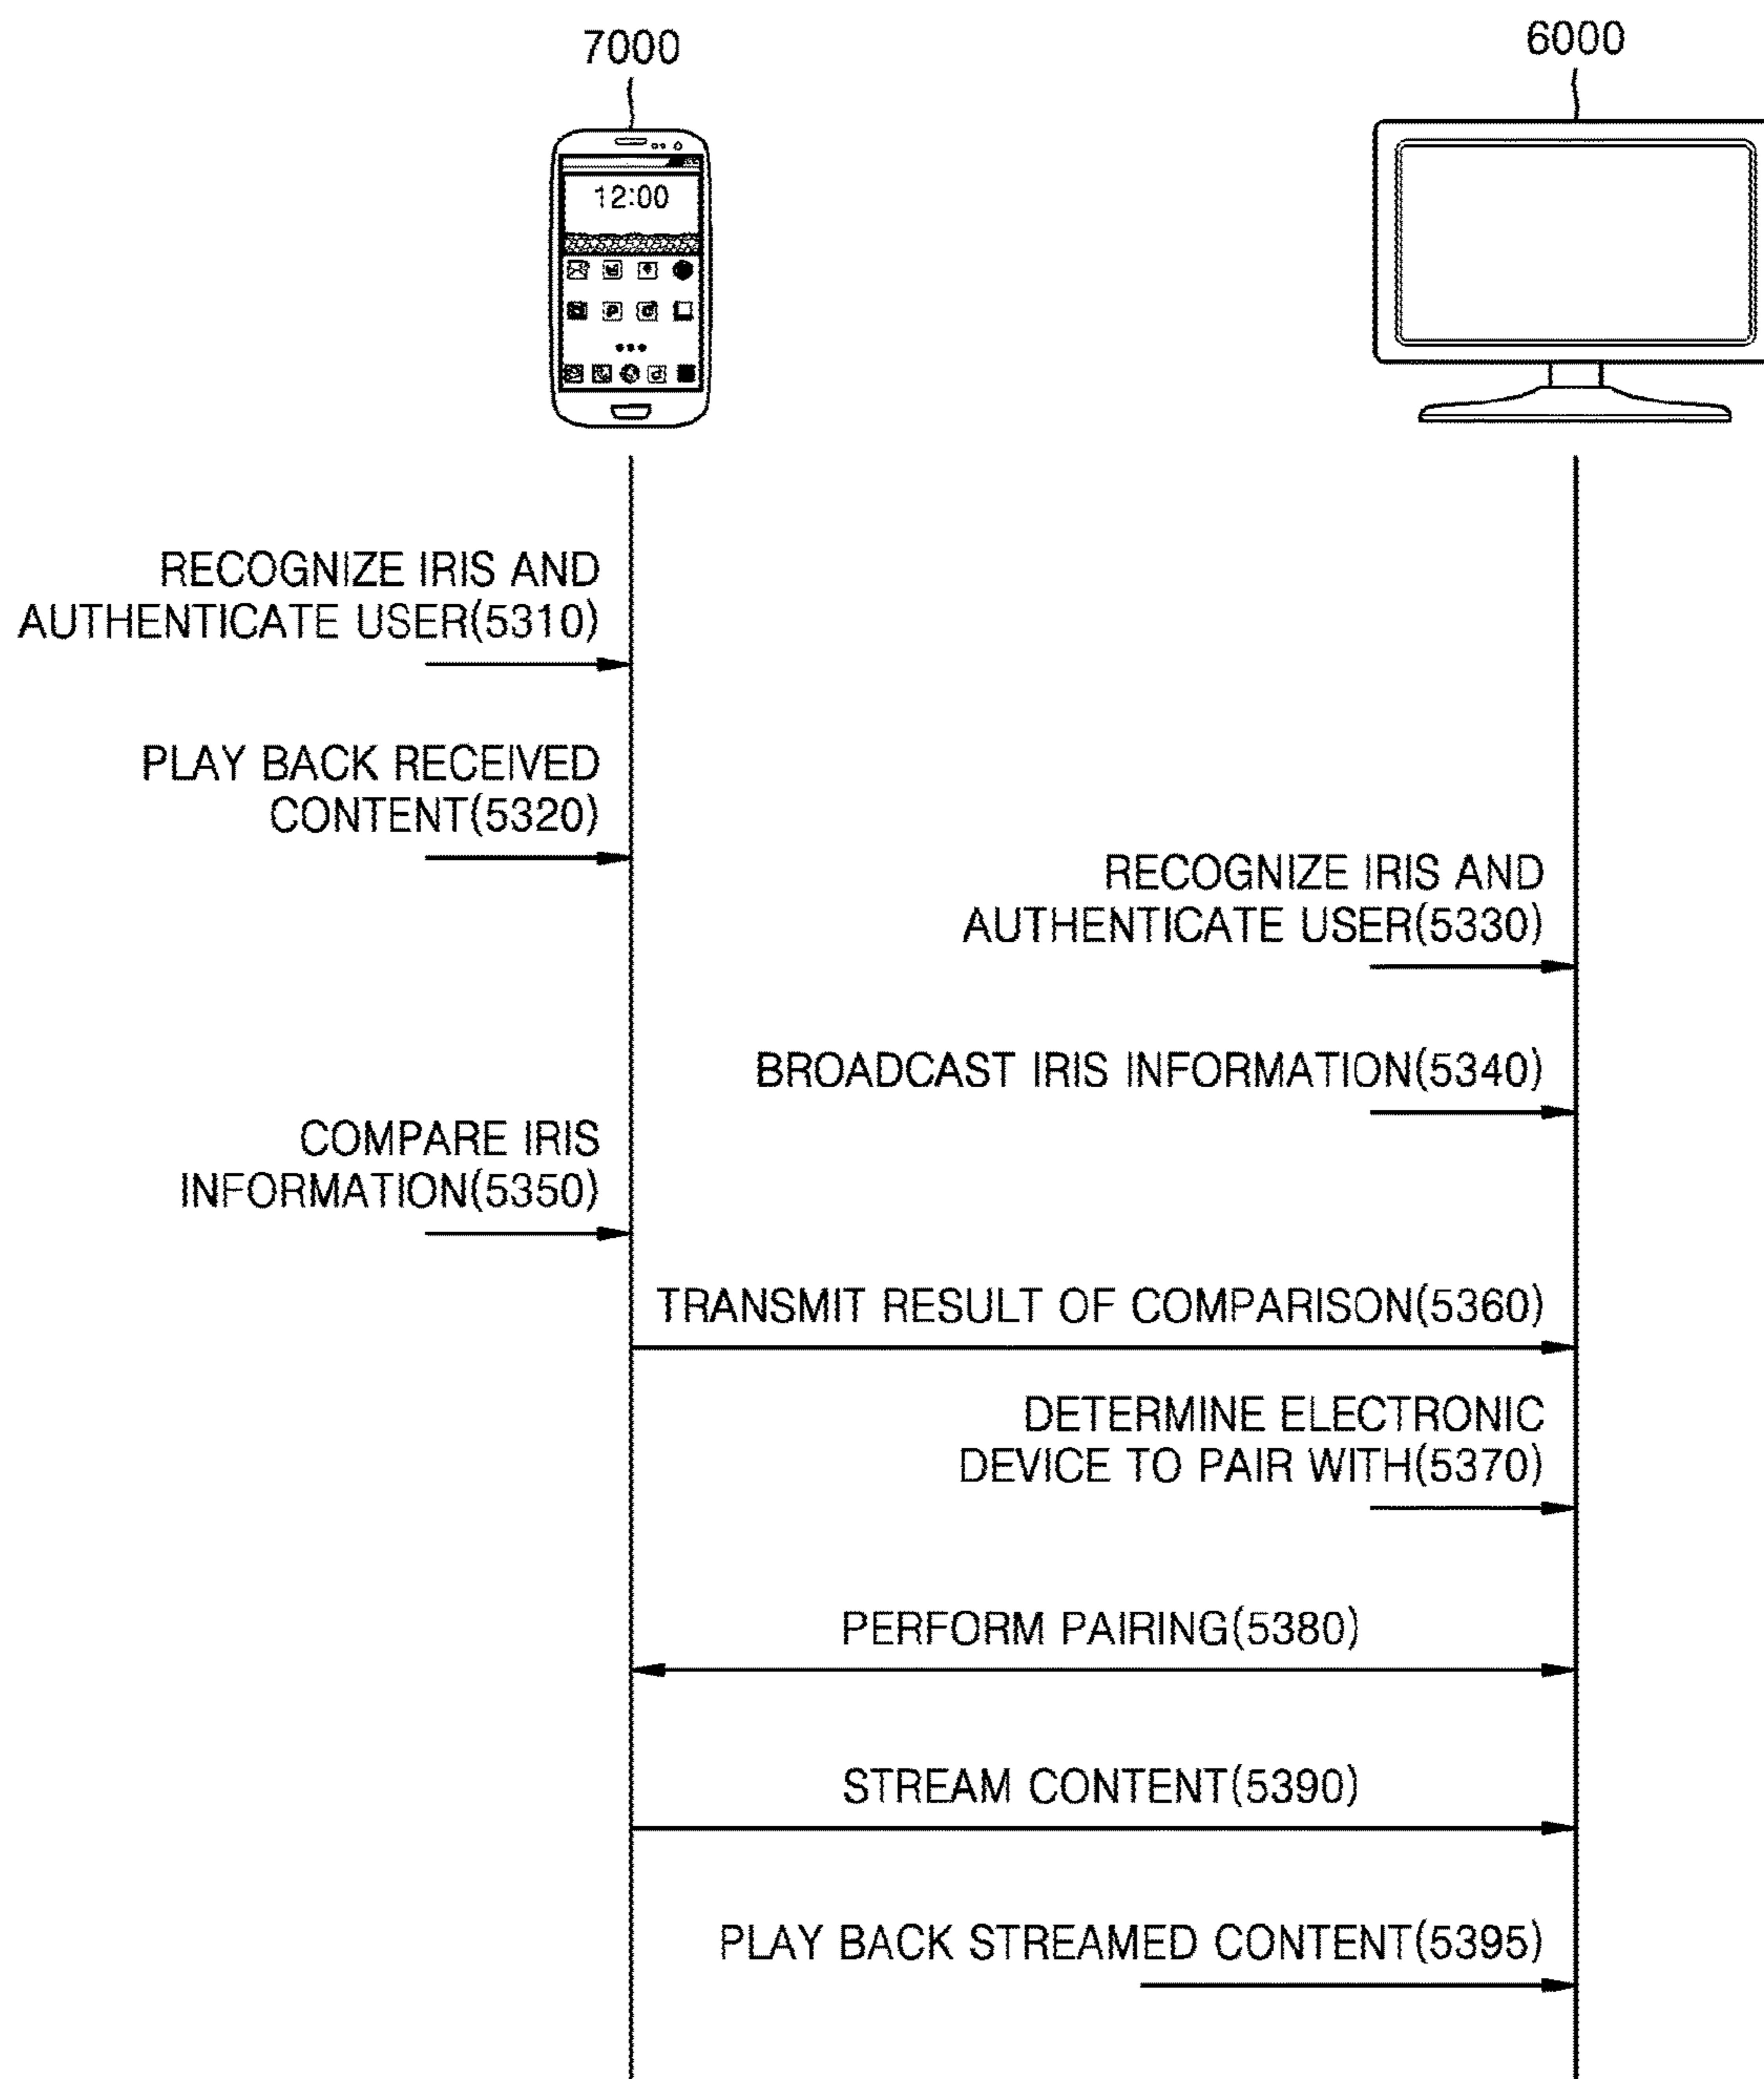 7000
6000
12:00
RECOGNIZE IRIS AND
AUTHENTICATE USER(5310)
PLAY BACK RECEIVED
CONTENT(5320)
RECOGNIZE IRIS AND
AUTHENTICATE USER(5330)
BROADCAST IRIS INFORMATION(5340)
COMPARE IRIS
INFORMATION(5350)
TRANSMIT RESULT OF COMPARISON(5360)
DETERMINE ELECTRONIC
DEVICE TO PAIR WITH(5370)
PERFORM PAIRING(5380)
STREAM CONTENT(5390)
PLAY BACK STREAMED CONTENT(5395)